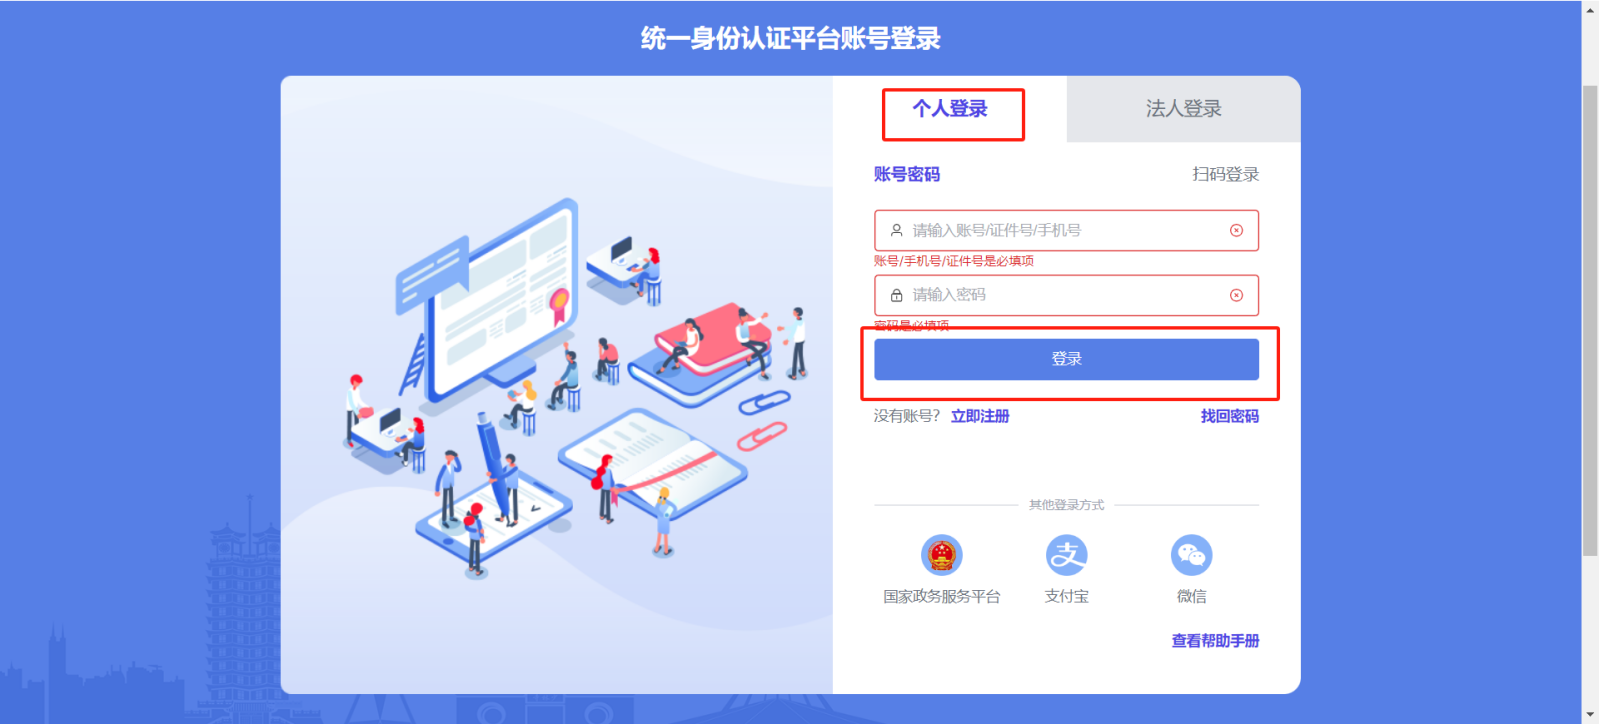 统一身份认证平台账号登录
个人登录
法人登录
账号密码
扫码登录
请输入账号/证件号/手机号
账号/手机号/证件号是必填项
请输入密码
密码是必填项
登录
没有账号? 立即注册
找回密码
其他登录方式
国家政务服务平台
支付宝
微信
查看帮助手册